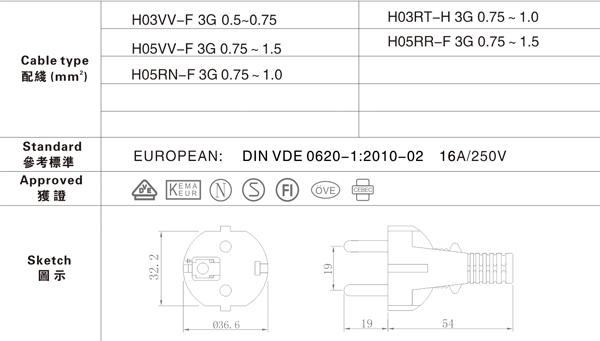 H03VV-F 3G 0.5~0.75
H03RT-H 3G 0.75~1.0
Cable type
配綫(mm²)
H05VV-F 3G 0.75~1.5
H05RR-F 3G 0.75~1.5
H05RN-F 3G 0.75~1.0
Standard
參考標準
EUROPEAN: DIN VDE 0620-1:2010-02 16A/250V
Approved
獲證
VDE
KEMA
KEUR
N
S
FI
ÖVE
CEBEC
Sketch
圖示
32.2
Ø36.6
19
19
54